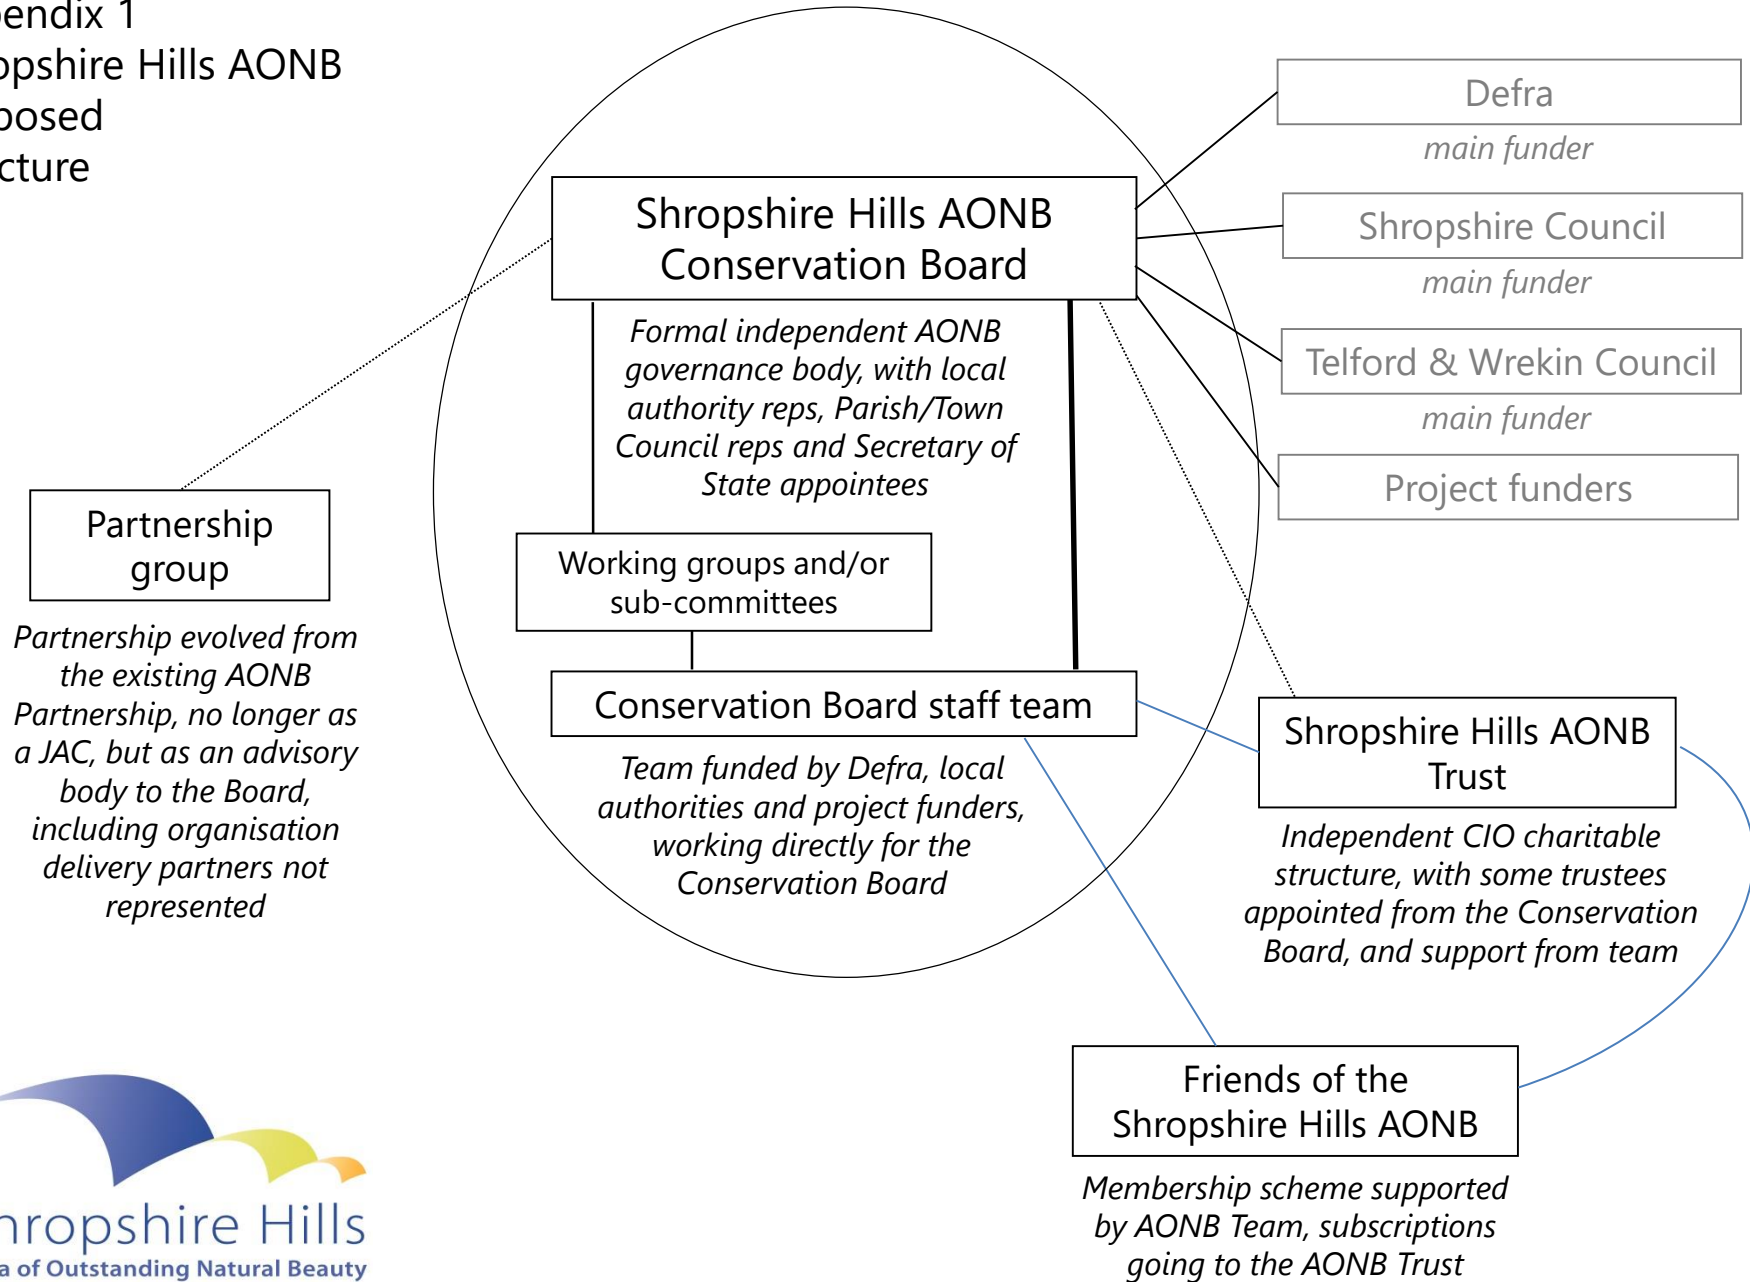 pendix 1
opshire Hills AONB
posed
cture
Defra
main funder
Shropshire Hills AONB
Conservation Board
Shropshire Council
main funder
Formal independent AONB
governance body, with local
authority reps, Parish/Town
Council reps and Secretary of
State appointees
Telford & Wrekin Council
main funder
Project funders
Partnership
group
Working groups and/or
sub-committees
Partnership evolved from
the existing AONB
Partnership, no longer as
a JAC, but as an advisory
body to the Board,
including organisation
delivery partners not
represented
Conservation Board staff team
Team funded by Defra, local
authorities and project funders,
working directly for the
Conservation Board
Shropshire Hills AONB
Trust
Independent CIO charitable
structure, with some trustees
appointed from the Conservation
Board, and support from team
Friends of the
Shropshire Hills AONB
Membership scheme supported
by AONB Team, subscriptions
going to the AONB Trust
hropshire Hills
a of Outstanding Natural Beauty